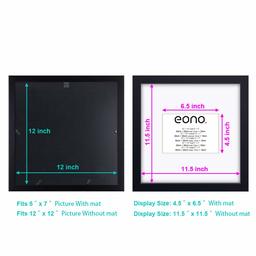 12 inch
12 inch
6.5 inch
eono.
11.5 inch
4.5 inch
11.5 inch
Fits 5" x 7" Picture With mat
Fits 12" x 12" Picture Without mat
Display Size: 4.5" x 6.5" With mat
Display Size: 11.5" x 11.5" Without mat